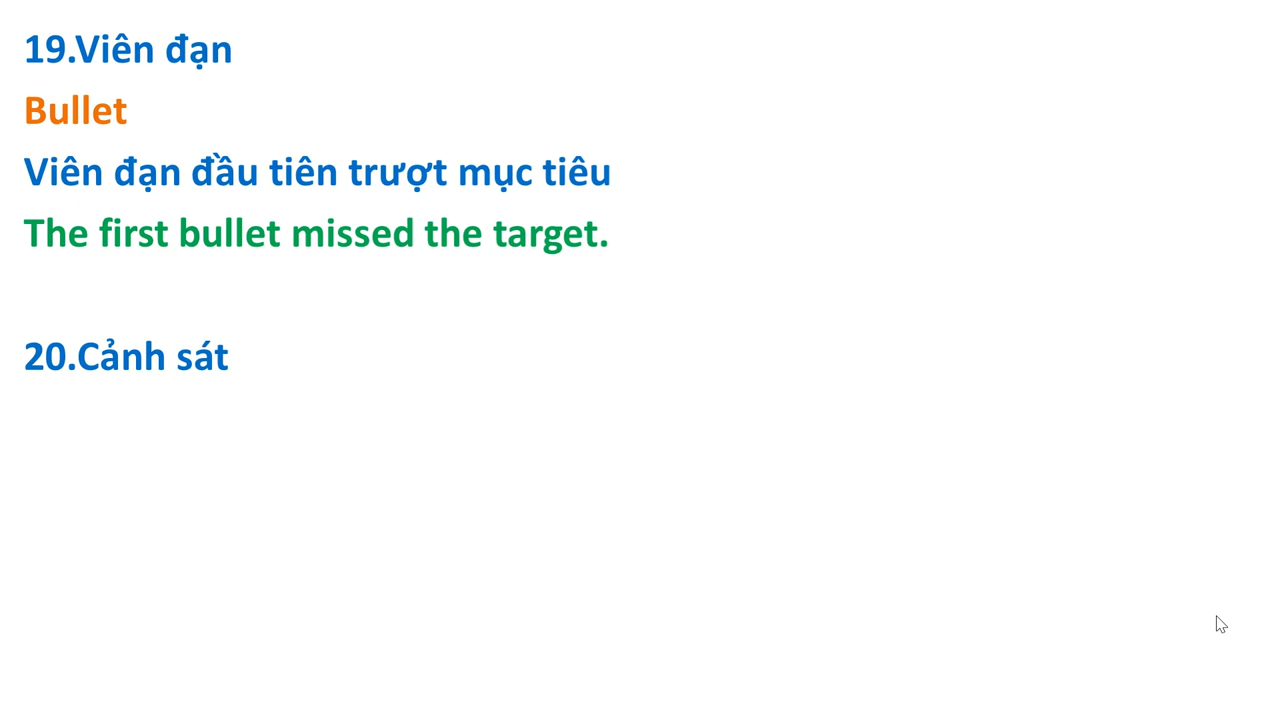 19.Viên đạn
Bullet
Viên đạn đầu tiên trượt mục tiêu
The first bullet missed the target.
20.Cảnh sát